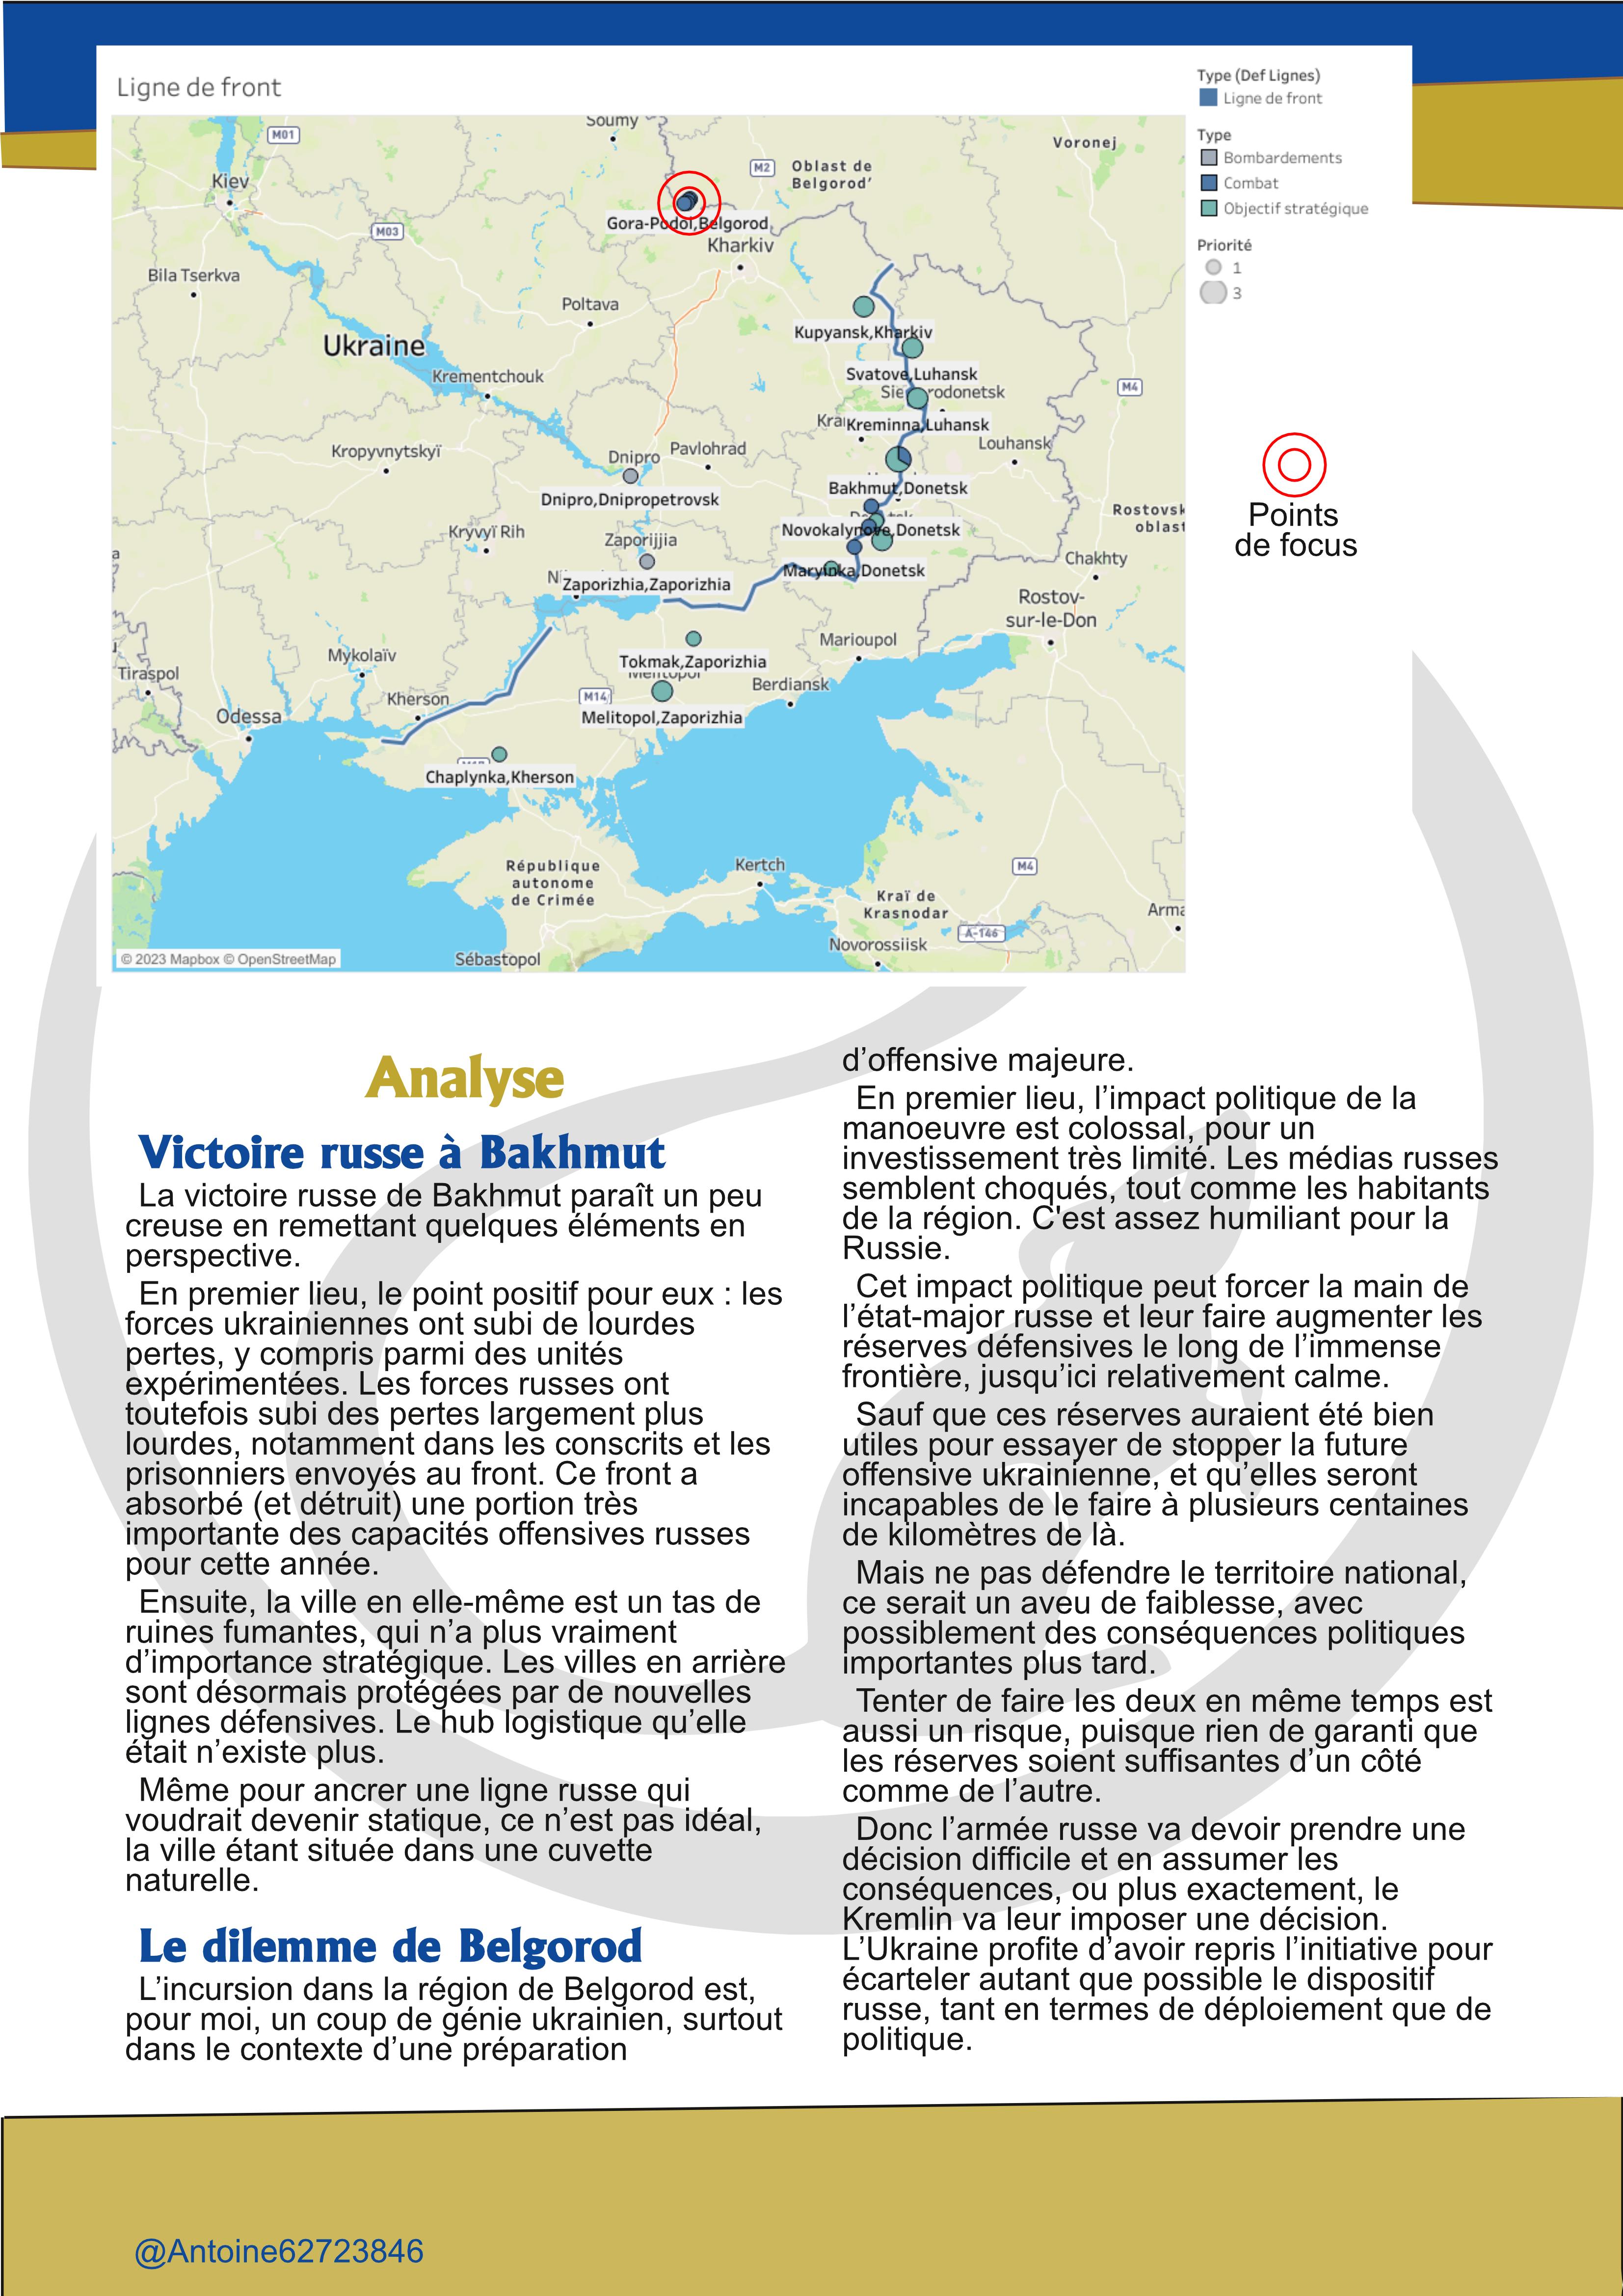 Ligne de front
Type (Def Lignes)
Ligne de front
Type
Bombardements
Combat
Objectif stratégique
Priorité
1
3
Points
de focus
Soumy
M01
Voronej
M2
Oblast de
Belgorod'
Kiev
Gora-Podol,Belgorod
M03
Kharkiv
Bila Tserkva
Poltava
Kupyansk,Kharkiv
Ukraine
Svatove,Luhansk
Krementchouk
M4
Kreminna,Luhansk
Louhansk
Kropyvnytskyï
Pavlohrad
Dnipro
Bakhmut,Donetsk
Dnipro,Dnipropetrovsk
Rostovsk
oblast
Kryvyï Rih
Novokalynove,Donetsk
Zaporijjia
Chakhty
Maryinka,Donetsk
Zaporizhia,Zaporizhia
Rostov-
sur-le-Don
Marioupol
Mykolaïv
Tokmak,Zaporizhia
Tiraspol
Melitopol
Berdiansk
Kherson
M14
Odessa
Melitopol,Zaporizhia
Chaplynka,Kherson
République
autonome
de Crimée
Kertch
M4
Kraï de
Krasnodar
Arma
A-146
Novorossiisk
Sébastopol
© 2023 Mapbox © OpenStreetMap
Analyse
Victoire russe à Bakhmut
La victoire russe de Bakhmut paraît un peu
creuse en remettant quelques éléments en
perspective.
En premier lieu, le point positif pour eux : les
forces ukrainiennes ont subi de lourdes
pertes, y compris parmi des unités
expérimentées. Les forces russes ont
toutefois subi des pertes largement plus
lourdes, notamment dans les conscrits et les
prisonniers envoyés au front. Ce front a
absorbé (et détruit) une portion très
importante des capacités offensives russes
pour cette année.
Ensuite, la ville en elle-même est un tas de
ruines fumantes, qui n’a plus vraiment
d’importance stratégique. Les villes en arrière
sont désormais protégées par de nouvelles
lignes défensives. Le hub logistique qu’elle
était n’existe plus.
Même pour ancrer une ligne russe qui
voudrait devenir statique, ce n’est pas idéal,
la ville étant située dans une cuvette
naturelle.
Le dilemme de Belgorod
L’incursion dans la région de Belgorod est,
pour moi, un coup de génie ukrainien, surtout
dans le contexte d’une préparation
d’offensive majeure.
En premier lieu, l’impact politique de la
manoeuvre est colossal, pour un
investissement très limité. Les médias russes
semblent choqués, tout comme les habitants
de la région. C'est assez humiliant pour la
Russie.
Cet impact politique peut forcer la main de
l’état-major russe et leur faire augmenter les
réserves défensives le long de l’immense
frontière, jusqu’ici relativement calme.
Sauf que ces réserves auraient été bien
utiles pour essayer de stopper la future
offensive ukrainienne, et qu’elles seront
incapables de le faire à plusieurs centaines
de kilomètres de là.
Mais ne pas défendre le territoire national,
ce serait un aveu de faiblesse, avec
possiblement des conséquences politiques
importantes plus tard.
Tenter de faire les deux en même temps est
aussi un risque, puisque rien de garanti que
les réserves soient suffisantes d’un côté
comme de l’autre.
Donc l’armée russe va devoir prendre une
décision difficile et en assumer les
conséquences, ou plus exactement, le
Kremlin va leur imposer une décision.
L’Ukraine profite d’avoir repris l’initiative pour
écarteler autant que possible le dispositif
russe, tant en termes de déploiement que de
politique.
@Antoine62723846